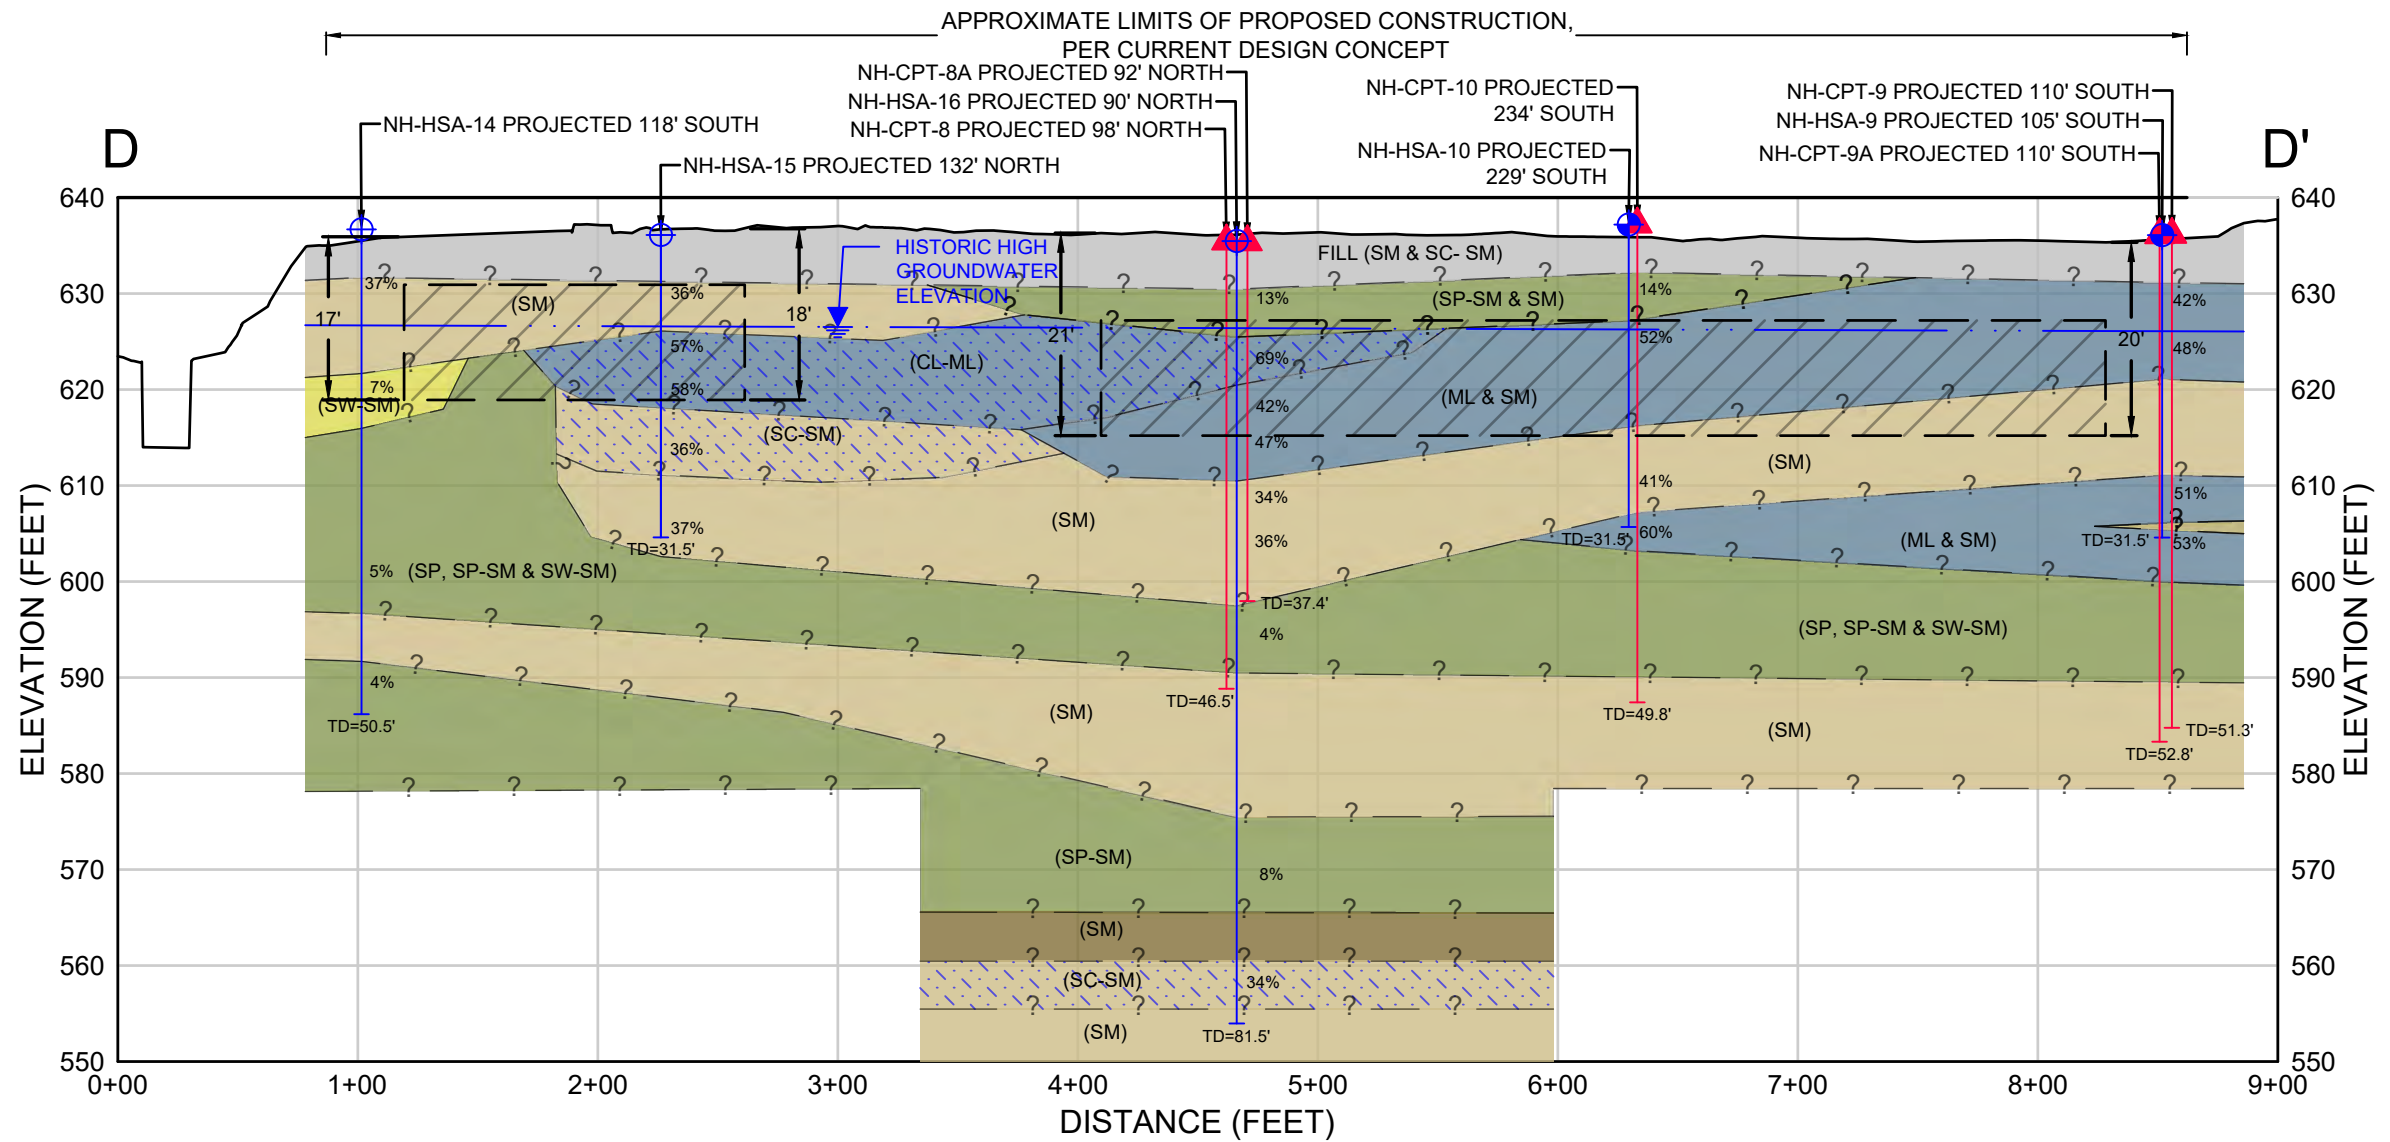 APPROXIMATE LIMITS OF PROPOSED CONSTRUCTION,
PER CURRENT DESIGN CONCEPT
NH-CPT-8A PROJECTED 92' NORTH
NH-HSA-16 PROJECTED 90' NORTH
NH-CPT-8 PROJECTED 98' NORTH
NH-CPT-10 PROJECTED
234' SOUTH
NH-HSA-10 PROJECTED
229' SOUTH
NH-CPT-9 PROJECTED 110' SOUTH
NH-HSA-9 PROJECTED 105' SOUTH
NH-CPT-9A PROJECTED 110' SOUTH
NH-HSA-14 PROJECTED 118' SOUTH
NH-HSA-15 PROJECTED 132' NORTH
D
D'
640
630
620
610
600
590
580
570
560
550
ELEVATION (FEET)
HISTORIC HIGH
GROUNDWATER
ELEVATION
FILL (SM & SC- SM)
37%
(SM)
36%
17'
18'
21'
20'
13%
(SP-SM & SM)
14%
42%
57%
(CL-ML)
69%
52%
48%
7%
(SW-SM)
58%
42%
(ML & SM)
36%
(SC-SM)
47%
(SM)
41%
34%
51%
37%
TD=31.5'
(SM)
36%
TD=31.5'
60%
(ML & SM)
TD=31.5'
53%
5%
(SP, SP-SM & SW-SM)
TD=37.4'
4%
(SP, SP-SM & SW-SM)
4%
TD=50.5'
TD=46.5'
(SM)
TD=49.8'
(SM)
TD=51.3'
TD=52.8'
(SP-SM)
8%
(SM)
(SC-SM)
34%
(SM)
TD=81.5'
640
630
620
610
600
590
580
570
560
550
ELEVATION (FEET)
0+00
1+00
2+00
3+00
4+00
5+00
6+00
7+00
8+00
9+00
DISTANCE (FEET)